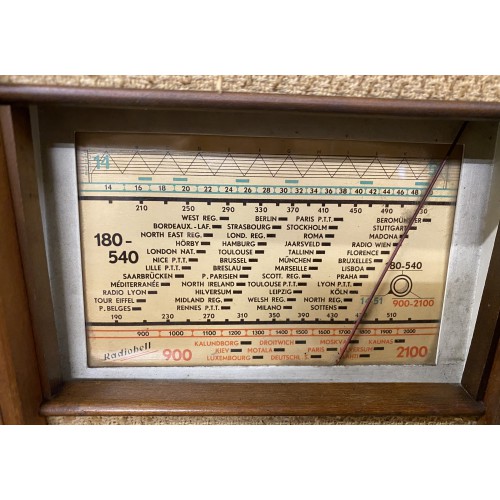 14
14 16 18 20 22 24 26 28 30 32 34 36 38 40 42 44 46 48
210 250 290 330 370 410 450 490 530
WEST REG. BERLIN PARIS P.T.T. BEROMÜNSTER
BORDEAUX.-LAF. STRASBOURG STOCKHOLM STUTTGART
NORTH EAST REG. LOND. REG. ROMA MADONA
HÖRBY HAMBURG JAARSVELD RADIO WIEN
180-540
LONDON NAT. TOULOUSE TALLINN FLORENCE
NICE P.T.T. BRUSSEL MÜNCHEN BRUXELLES
LILLE P.T.T. BRESLAU MARSEILLE LISBOA 180-540
SAARBRÜCKEN P. PARISIEN SCOTT. REG. PRAHA
MÉDITERRANÉE NORTH IRELAND TOULOUSE P.T.T. LYON P.T.T.
RADIO LYON HILVERSUM LEIPZIG KÖLN
TOUR EIFFEL MIDLAND REG. WELSH REG. NORTH REG. 14-51 900-2100
P. BELGES RENNES P.T.T. MILANO SOTTENS
190 230 270 310 350 390 430 470 510
900 1000 1100 1200 1300 1400 1500 1600 1700 1800 1900 2000
KALUNDBORG DROITWICH MOSKVA KAUNAS
Radiobell 900 KIEV MOTALA PARIS 2100
LUXEMBOURG DEUTSCHL.